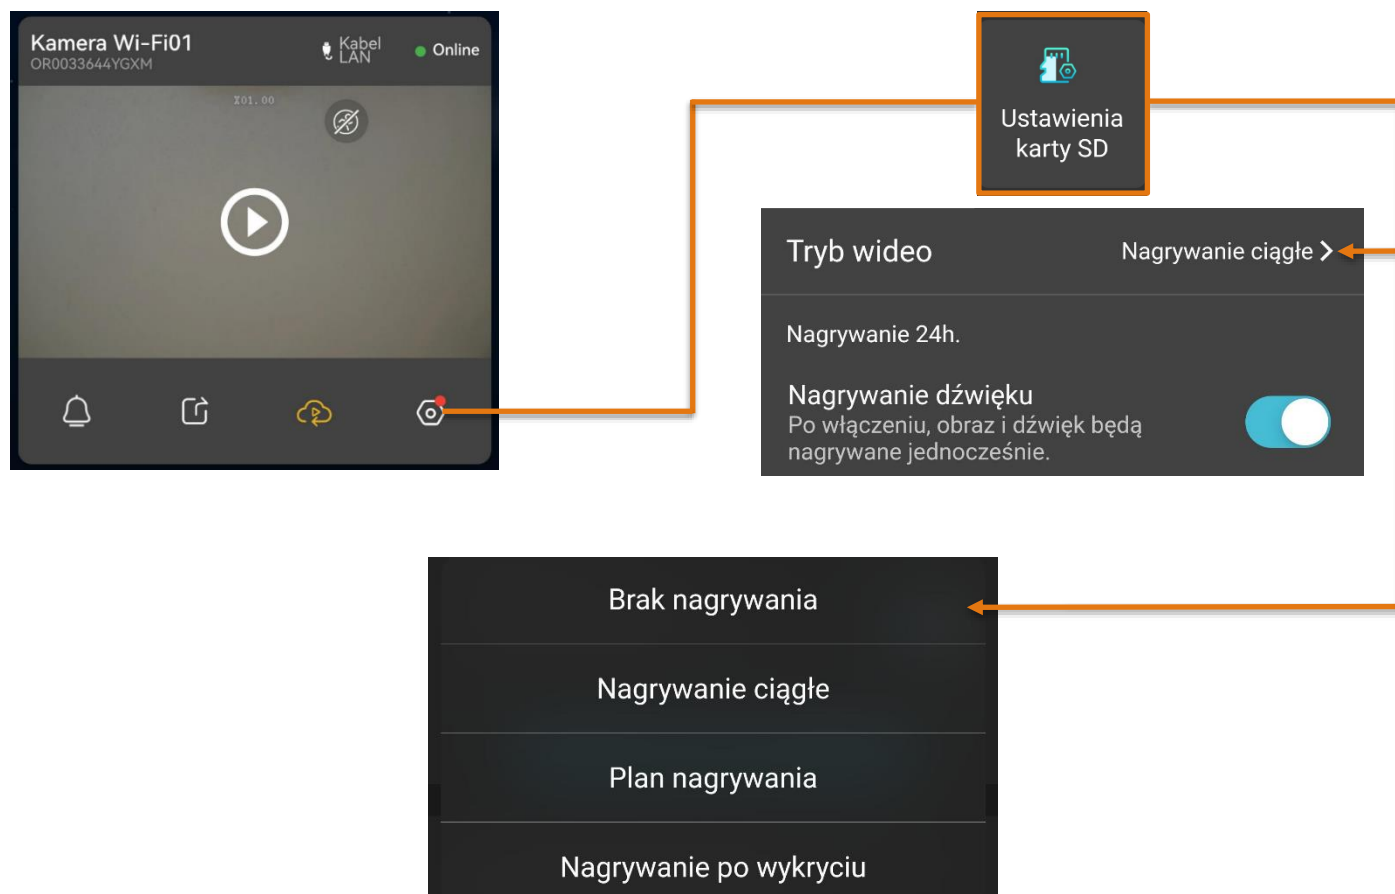 Kamera Wi-Fi01
OR0033644YGXM
Kabel
LAN
Online
X01.00
Ustawienia
karty SD
Tryb wideo
Nagrywanie ciągłe
Nagrywanie 24h.
Nagrywanie dźwięku
Po włączeniu, obraz i dźwięk będą
nagrywane jednocześnie.
Brak nagrywania
Nagrywanie ciągłe
Plan nagrywania
Nagrywanie po wykryciu